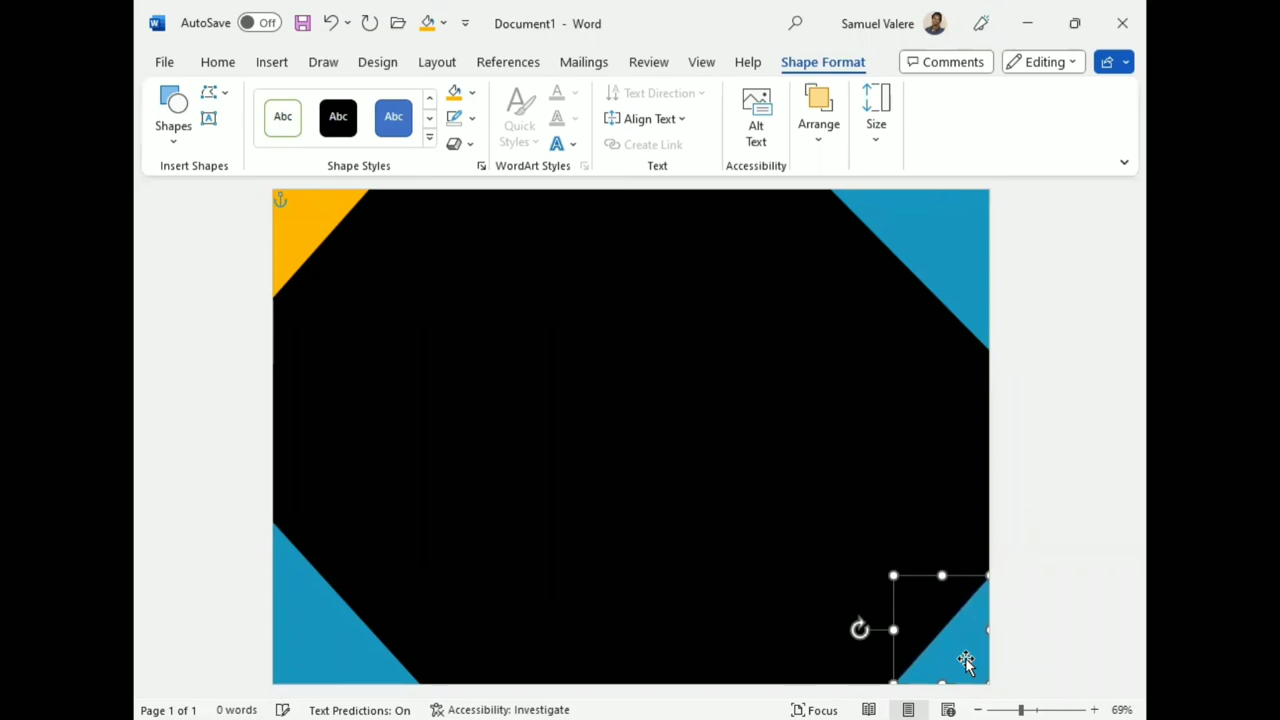 AutoSave Off Document1 - Word Samuel Valere
File Home Insert Draw Design Layout References Mailings Review View Help Shape Format Comments Editing
Shapes Abc Abc Abc Quick Styles Text Direction Align Text Create Link Alt Text Arrange Size
Insert Shapes Shape Styles WordArt Styles Text Accessibility
Page 1 of 1 0 words Text Predictions: On Accessibility: Investigate Focus 69%